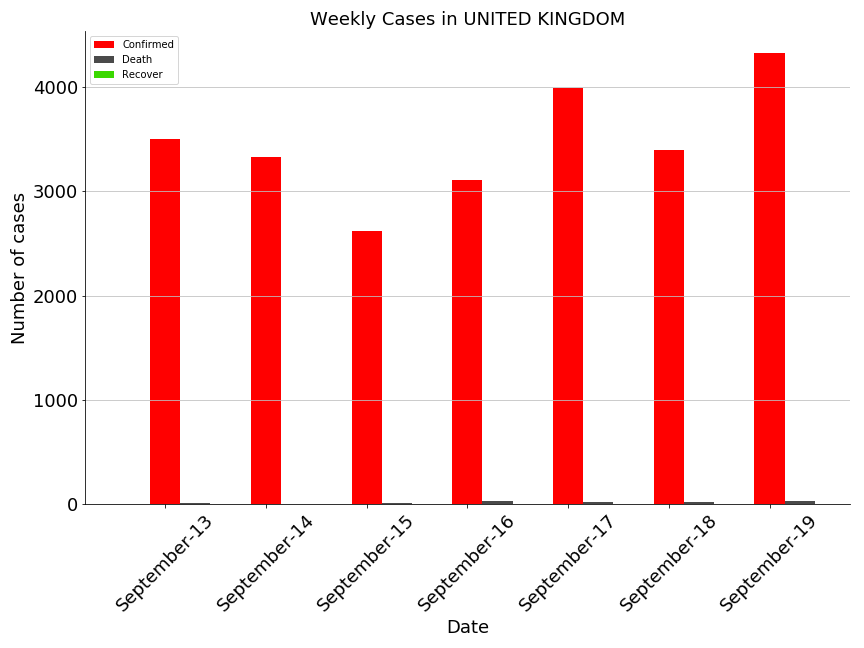 Weekly Cases in UNITED KINGDOM
Confirmed
Death
Recover
Number of cases
4000
3000
2000
1000
0
September-13
September-14
September-15
September-16
September-17
September-18
September-19
Date